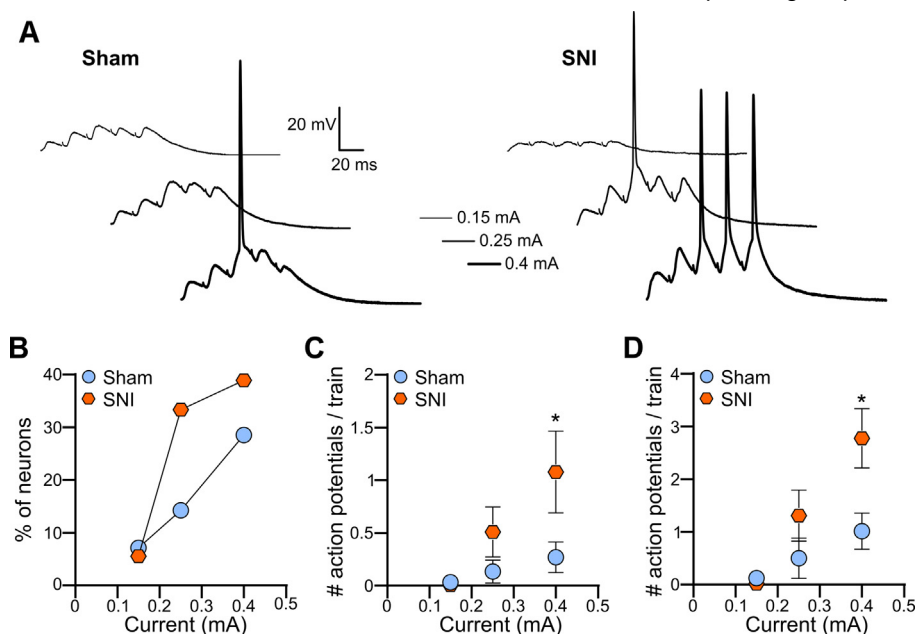 A
Sham
SNI
20 mV
20 ms
0.15 mA
0.25 mA
0.4 mA
B
Sham
SNI
% of neurons
40
30
20
10
0
0 0.1 0.2 0.3 0.4 0.5
Current (mA)
C
Sham
SNI
# action potentials / train
2
1.5
1
0.5
0
*
0 0.1 0.2 0.3 0.4 0.5
Current (mA)
D
Sham
SNI
# action potentials / train
4
3
2
1
0
*
0 0.1 0.2 0.3 0.4 0.5
Current (mA)